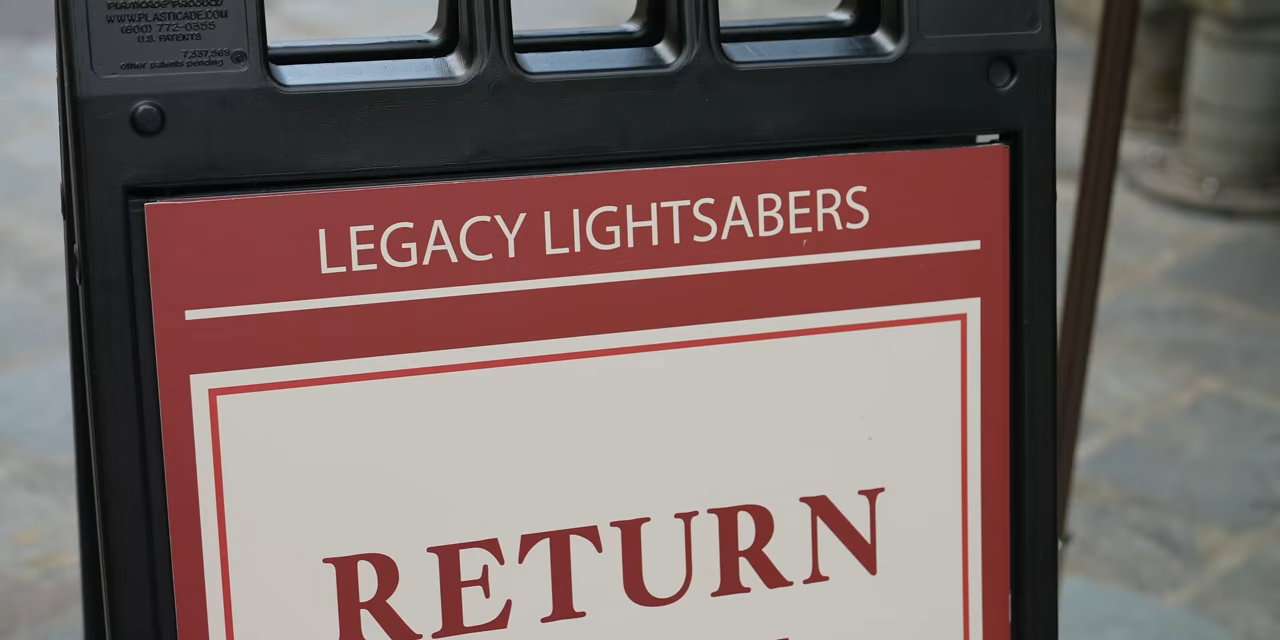 WWW.PLASTICADE.COM
(800) 772-0355
U.S. PATENTS
7,337,569
other patents pending
LEGACY LIGHTSABERS
RETURN